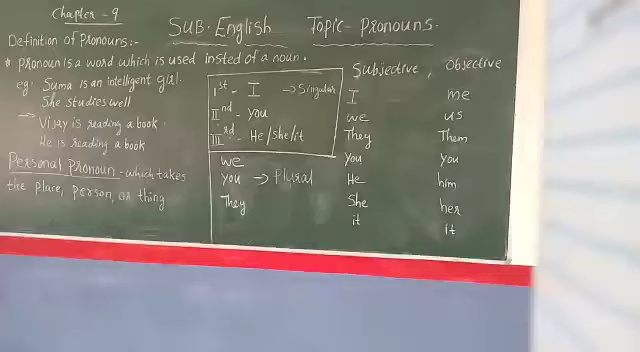 Chapter - 9
SUB - English Topic - Pronouns.
Definition of Pronouns:-
* Pronoun is a word which is used insted of a noun.
eg: Suma is an intelligent girl.
She studies well
→ Vijay is reading a book.
He is reading a book
Personal Pronoun - which takes
the place, person, or thing
Ist - I → Singular
IInd - you
IIIrd - He/she/it
we
you → Plural
They
Subjective, Objective
I me
we us
They Them
you you
He him
She her
it It